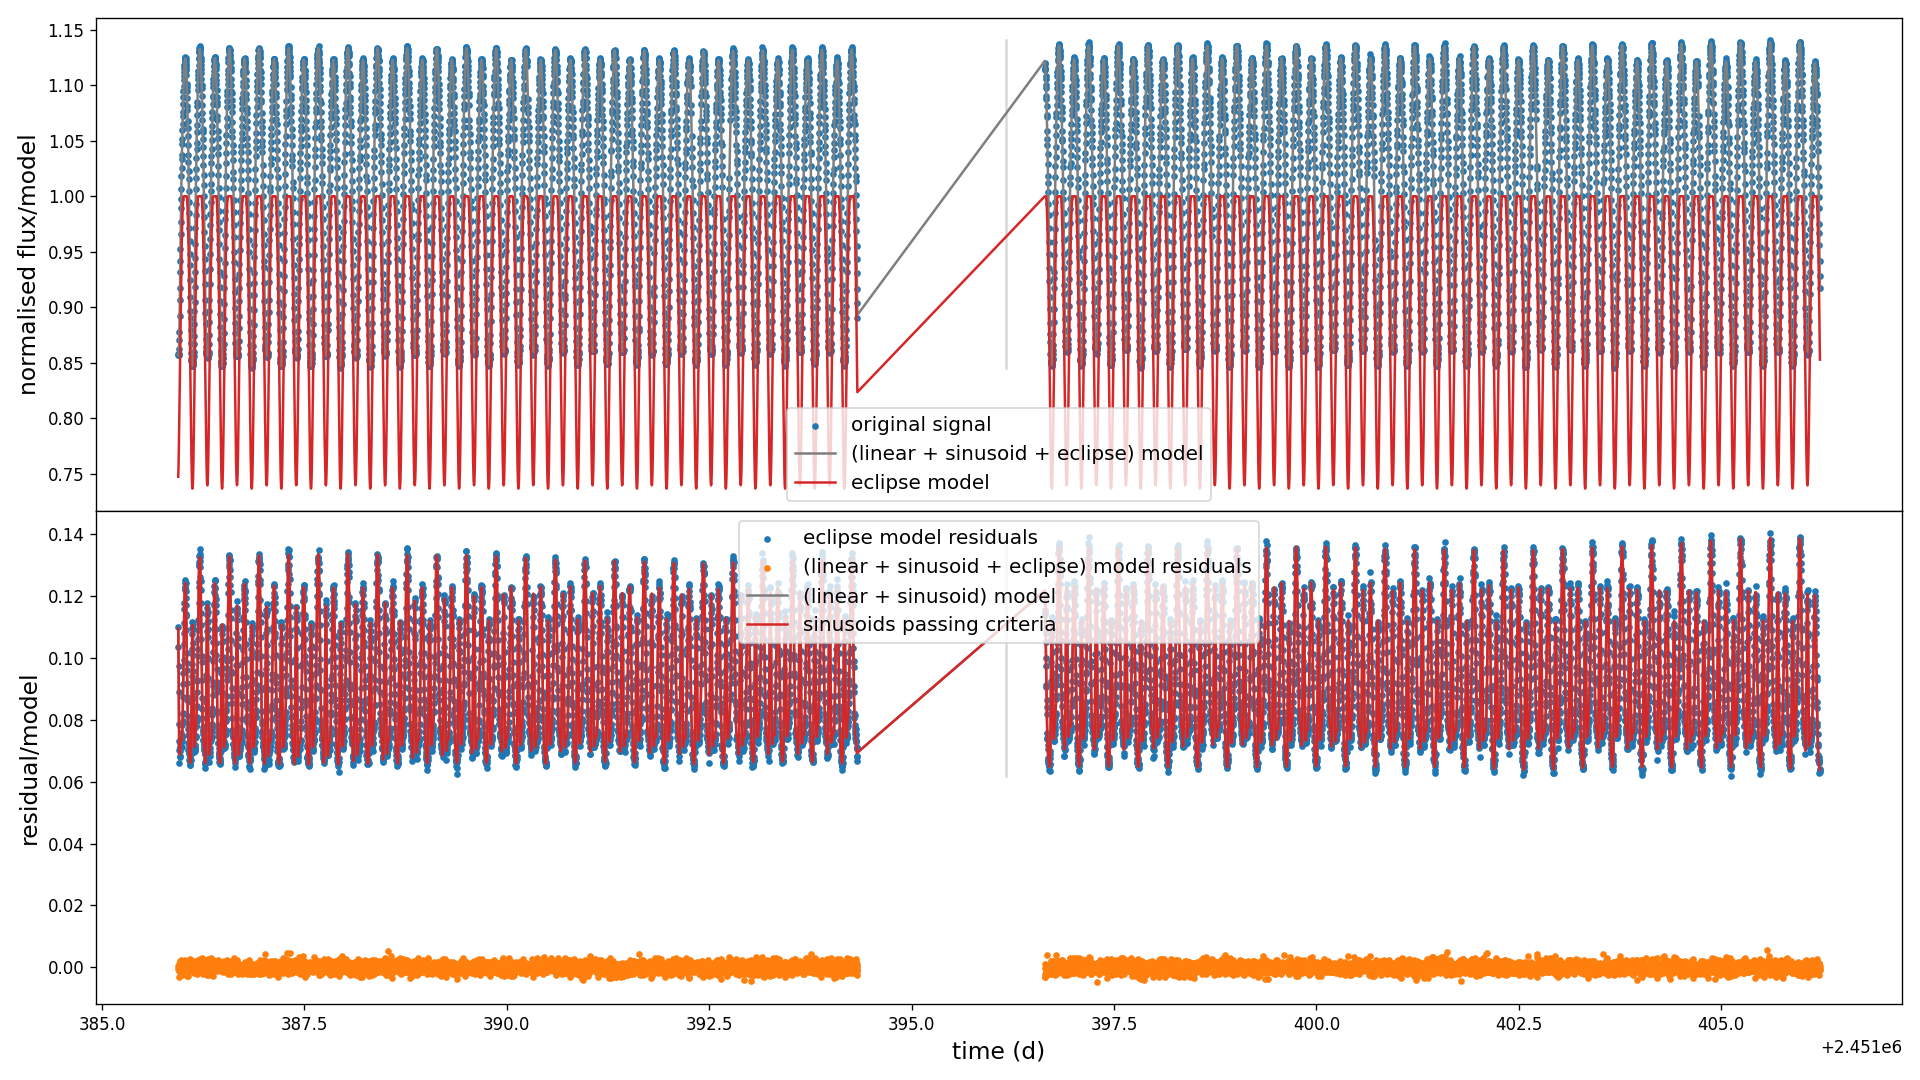 1.15
1.10
1.05
1.00
0.95
0.90
0.85
0.80
0.75
normalised flux/model
original signal
(linear + sinusoid + eclipse) model
eclipse model
0.14
0.12
0.10
0.08
0.06
0.04
0.02
0.00
residual/model
eclipse model residuals
(linear + sinusoid + eclipse) model residuals
(linear + sinusoid) model
sinusoids passing criteria
385.0 387.5 390.0 392.5 395.0 397.5 400.0 402.5 405.0
time (d)
+2.451e6